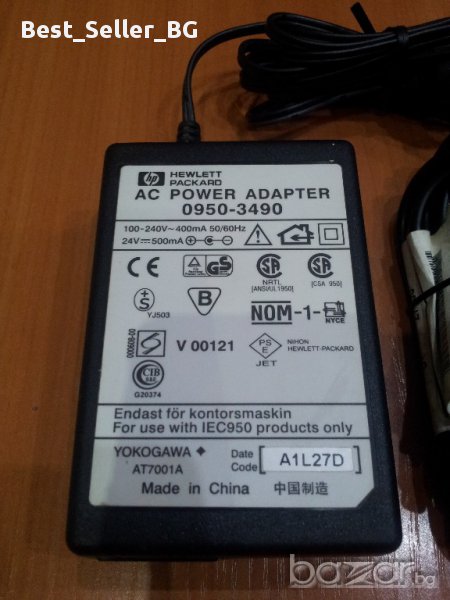 Best_Seller_BG
hp HEWLETT
PACKARD
AC POWER ADAPTER
0950-3490
100-240V~400mA 50/60Hz
24V⎓500mA
CE
GS
NRTL
[ANSI/UL1950]
[CSA 950]
S
YJ503
B
NOM-1-
NYCE
000608-00
V 00121
PS
E
JET
NIHON
HEWLETT-PACKARD
CIB
G20374
Endast för kontorsmaskin
For use with IEC950 products only
YOKOGAWA
AT7001A
Date
Code
A1L27D
Made in China 中国制造
bazar.bg